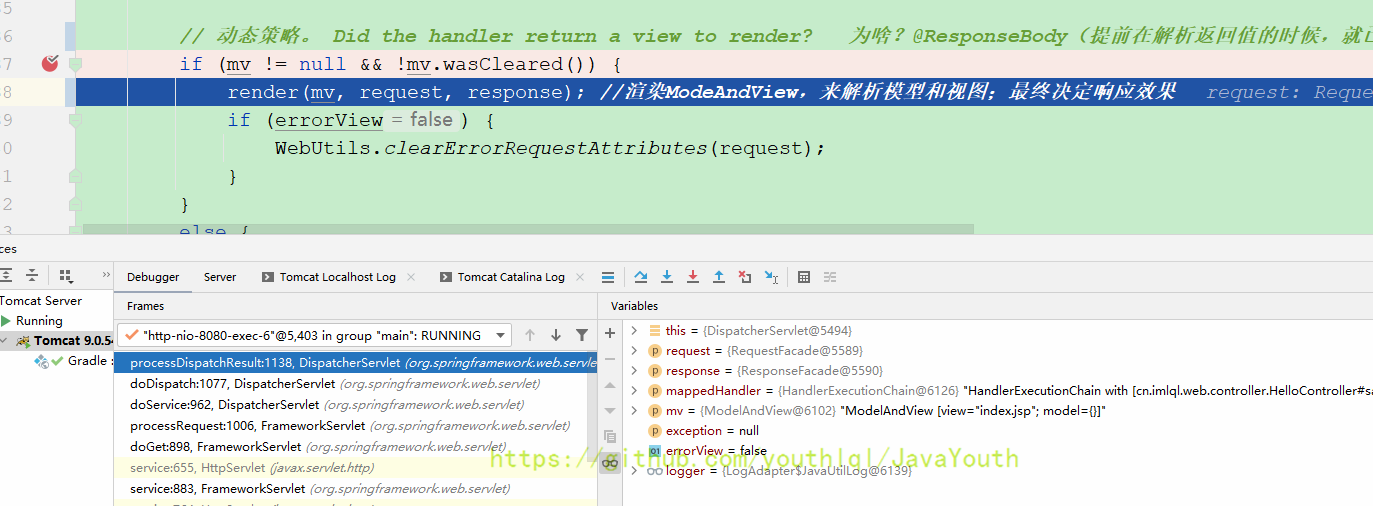 35
36 // 动态策略。 Did the handler return a view to render?   为啥？@ResponseBody（提前在解析返回值的时候，就已
37 if (mv != null && !mv.wasCleared()) {
38 render(mv, request, response); //渲染ModeAndView，来解析模型和视图；最终决定响应效果   request: Reque
39 if (errorView = false ) {
0 WebUtils.clearErrorRequestAttributes(request);
1 }
2 }
3 else {
ces
Debugger Server Tomcat Localhost Log Tomcat Catalina Log
Tomcat Server
Running
Tomcat 9.0.54
Gradle :
Frames
"http-nio-8080-exec-6"@5,403 in group "main": RUNNING
processDispatchResult:1138, DispatcherServlet (org.springframework.web.servle
doDispatch:1077, DispatcherServlet (org.springframework.web.servlet)
doService:962, DispatcherServlet (org.springframework.web.servlet)
processRequest:1006, FrameworkServlet (org.springframework.web.servlet)
doGet:898, FrameworkServlet (org.springframework.web.servlet)
service:655, HttpServlet (javax.servlet.http)
service:883, FrameworkServlet (org.springframework.web.servlet)
Variables
this = {DispatcherServlet@5494}
request = {RequestFacade@5589}
response = {ResponseFacade@5590}
mappedHandler = {HandlerExecutionChain@6126} "HandlerExecutionChain with [cn.imlql.web.controller.HelloController#sa
mv = {ModelAndView@6102} "ModelAndView [view="index.jsp"; model={}]"
exception = null
errorView = false
logger = {LogAdapter$JavaUtilLog@6139}
https://github.com/youthlql/JavaYouth